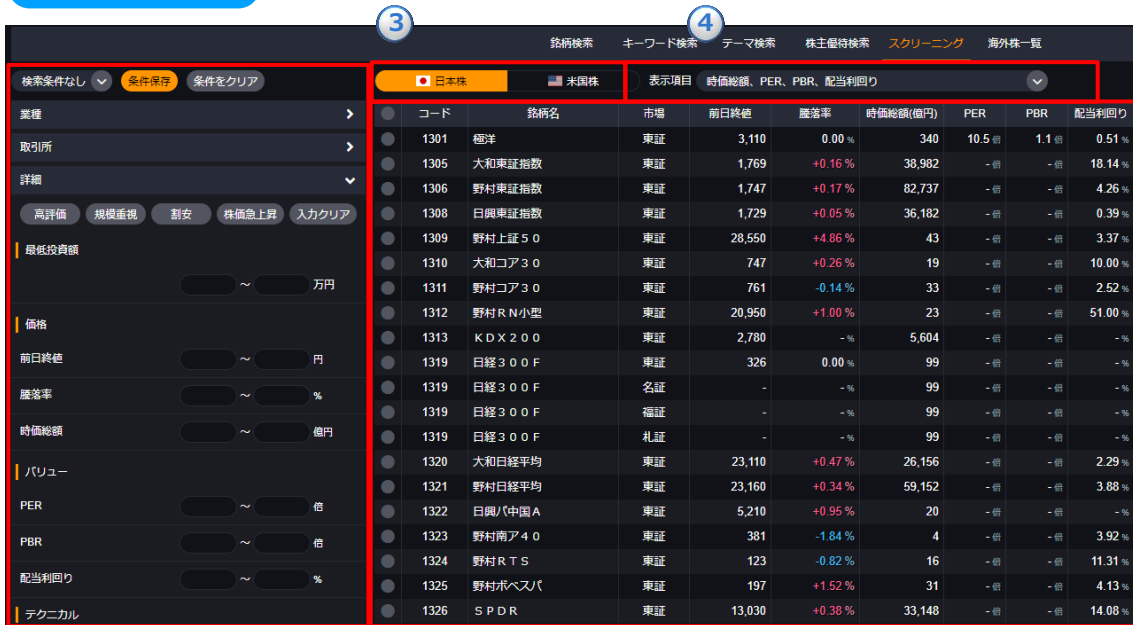 ③ ④
銘柄検索 キーワード検索 テーマ検索 株主優待検索 スクリーニング 海外株一覧
検索条件なし 条件保存 条件をクリア
業種
取引所
詳細
高評価 規模重視 割安 株価急上昇 入力クリア
最低投資額
～ 万円
価格
前日終値 ～ 円
騰落率 ～ %
時価総額 ～ 億円
バリュー
PER ～ 倍
PBR ～ 倍
配当利回り ～ %
テクニカル
日本株 米国株 表示項目 時価総額、PER、PBR、配当利回り
コード 銘柄名 市場 前日終値 騰落率 時価総額(億円) PER PBR 配当利回り
1301 極洋 東証 3,110 0.00 % 340 10.5 倍 1.1 倍 0.51 %
1305 大和東証指数 東証 1,769 +0.16 % 38,982 - 倍 - 倍 18.14 %
1306 野村東証指数 東証 1,747 +0.17 % 82,737 - 倍 - 倍 4.26 %
1308 日興東証指数 東証 1,729 +0.05 % 36,182 - 倍 - 倍 0.39 %
1309 野村上証５０ 東証 28,550 +4.86 % 43 - 倍 - 倍 3.37 %
1310 大和コア３０ 東証 747 +0.26 % 19 - 倍 - 倍 10.00 %
1311 野村コア３０ 東証 761 -0.14 % 33 - 倍 - 倍 2.52 %
1312 野村ＲＮ小型 東証 20,950 +1.00 % 23 - 倍 - 倍 51.00 %
1313 ＫＤＸ２００ 東証 2,780 - % 5,604 - 倍 - 倍 - %
1319 日経３００Ｆ 東証 326 0.00 % 99 - 倍 - 倍 - %
1319 日経３００Ｆ 名証 - - % 99 - 倍 - 倍 - %
1319 日経３００Ｆ 福証 - - % 99 - 倍 - 倍 - %
1319 日経３００Ｆ 札証 - - % 99 - 倍 - 倍 - %
1320 大和日経平均 東証 23,110 +0.47 % 26,156 - 倍 - 倍 2.29 %
1321 野村日経平均 東証 23,160 +0.34 % 59,152 - 倍 - 倍 3.88 %
1322 日興パ中国Ａ 東証 5,210 +0.95 % 20 - 倍 - 倍 - %
1323 野村南ア４０ 東証 381 -1.84 % 4 - 倍 - 倍 3.92 %
1324 野村ＲＴＳ 東証 123 -0.82 % 16 - 倍 - 倍 11.31 %
1325 野村ボベスパ 東証 197 +1.52 % 31 - 倍 - 倍 4.13 %
1326 ＳＰＤＲ 東証 13,030 +0.38 % 33,148 - 倍 - 倍 14.08 %